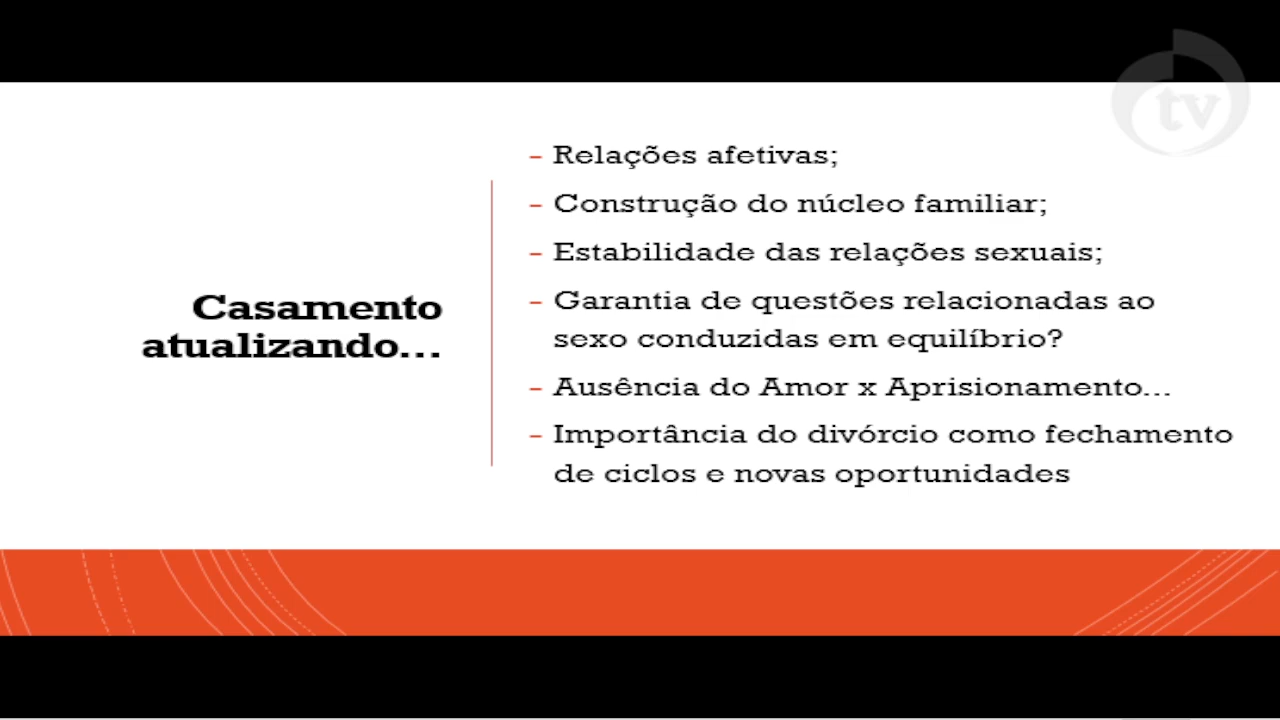 tv
– Relações afetivas;
– Construção do núcleo familiar;
– Estabilidade das relações sexuais;
Casamento
atualizando...
– Garantia de questões relacionadas ao
sexo conduzidas em equilíbrio?
– Ausência do Amor x Aprisionamento...
– Importância do divórcio como fechamento
de ciclos e novas oportunidades